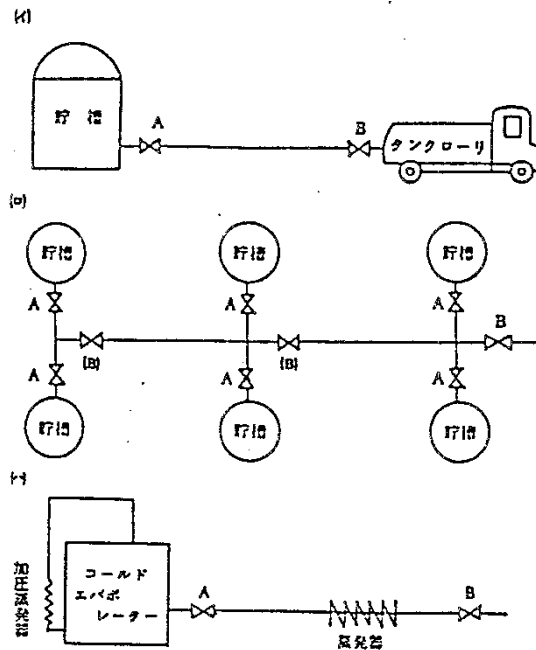 (イ)
貯槽
A
B
タンクローリ
(ロ)
貯槽
貯槽
貯槽
A
A
A
B
(B)
(B)
A
A
A
貯槽
貯槽
貯槽
(ハ)
加圧蒸発器
コールド
エバポ
レーター
A
B
蒸発器